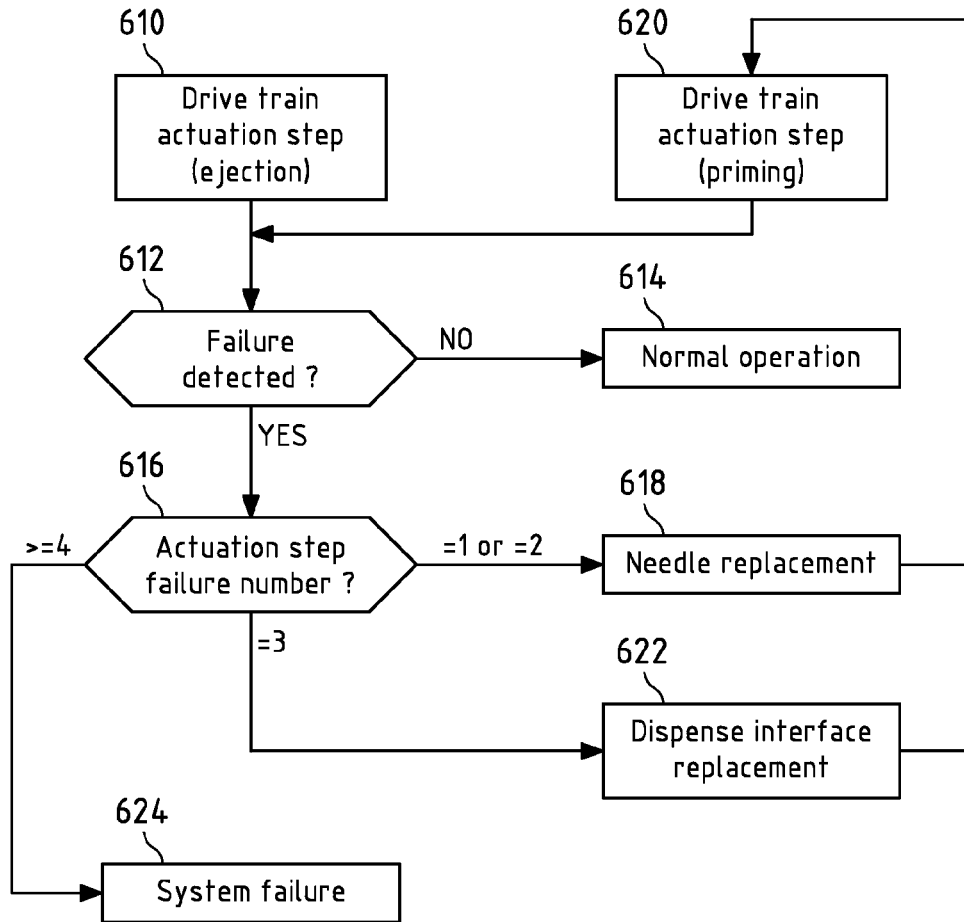 610
Drive train
actuation step
(ejection)
620
Drive train
actuation step
(priming)
612
Failure
detected ?
NO
614
Normal operation
YES
616
Actuation step
failure number ?
>=4
=1 or =2
618
Needle replacement
=3
622
Dispense interface
replacement
624
System failure